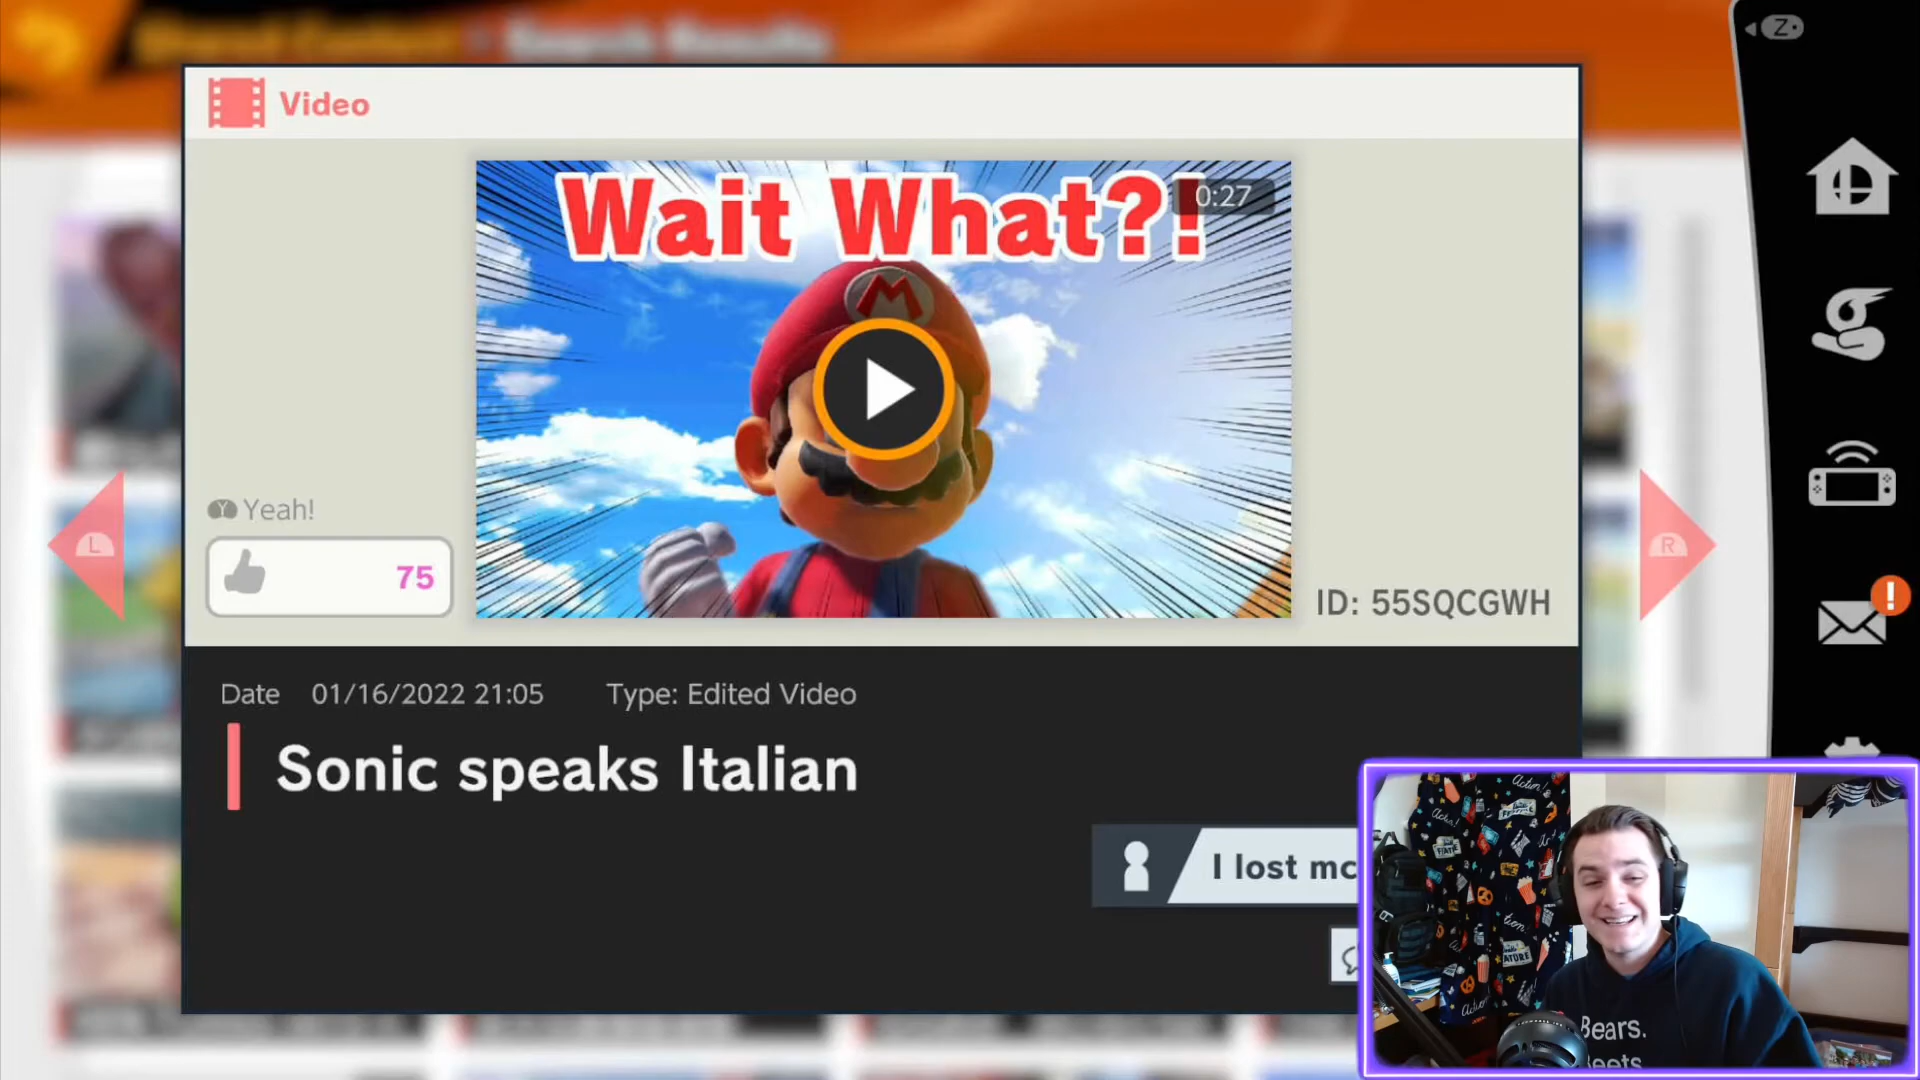 Z
Video
Wait What?!
0:27
M
Y Yeah!
75
ID: 55SQCGWH
L
R
Date 01/16/2022 21:05 Type: Edited Video
Sonic speaks Italian
I lost mc
Bears.
Beets.